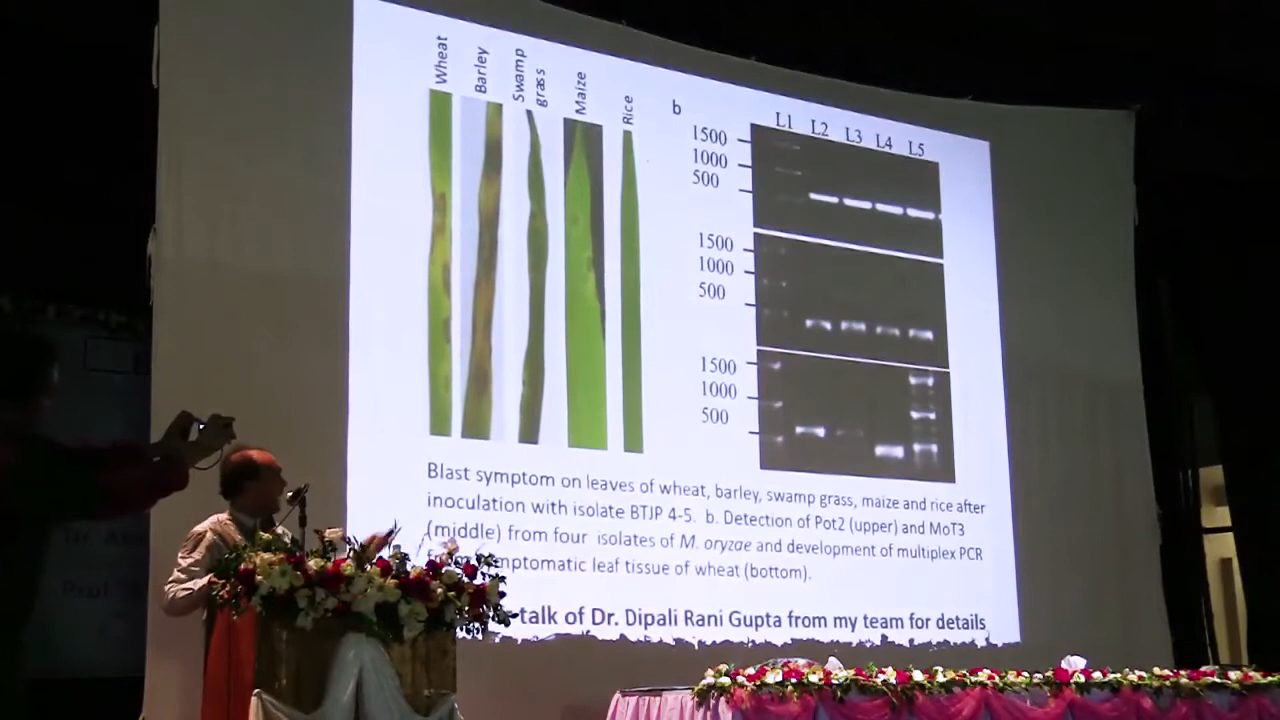 Wheat
Barley
Swamp
grass
Maize
Rice
b
L1 L2 L3 L4 L5
1500
1000
500
1500
1000
500
1500
1000
500
Blast symptom on leaves of wheat, barley, swamp grass, maize and rice after
inoculation with isolate BTJP 4-5. b. Detection of Pot2 (upper) and MoT3
(middle) from four isolates of M. oryzae and development of multiplex PCR
leaf tissue of wheat (bottom).
talk of Dr. Dipali Rani Gupta from my team for details